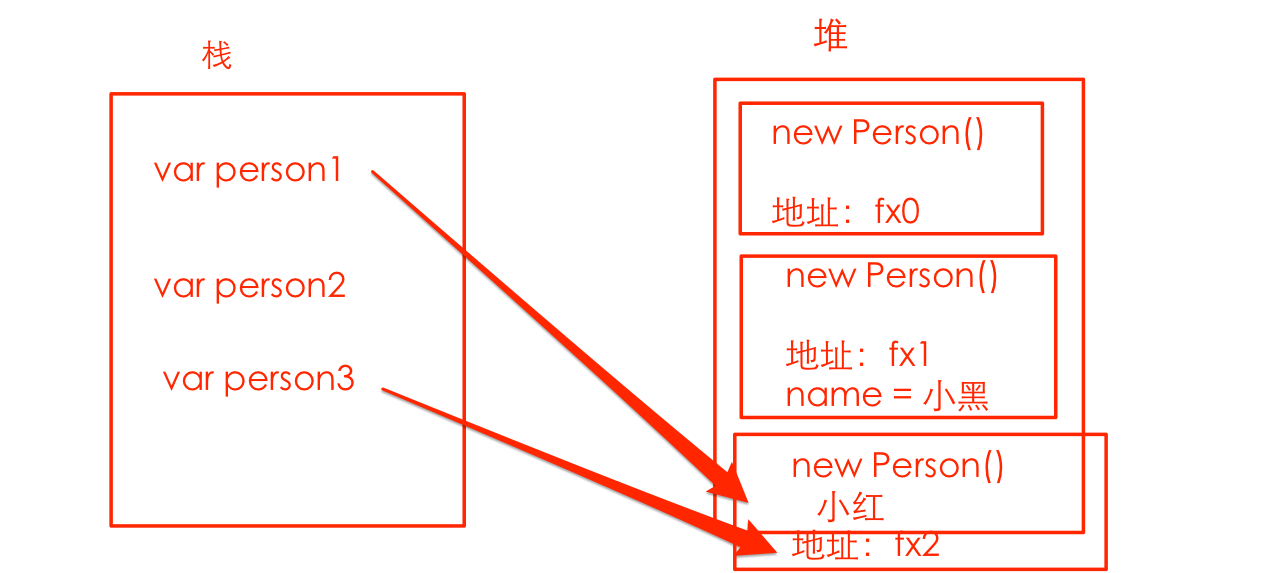 栈
var person1
var person2
var person3
堆
new Person()
地址：fx0
new Person()
地址：fx1
name = 小黑
new Person()
小红
地址：fx2